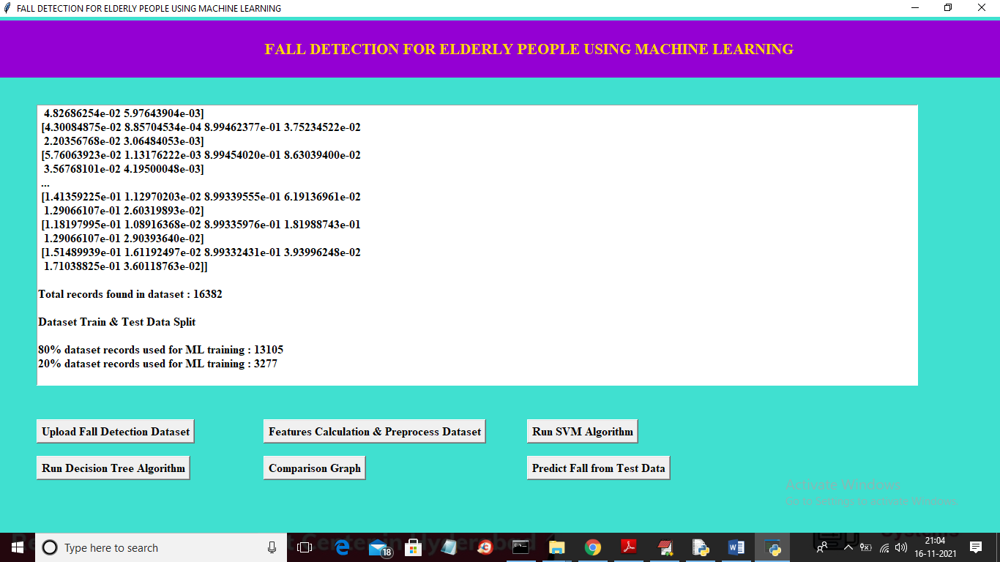 FALL DETECTION FOR ELDERLY PEOPLE USING MACHINE LEARNING
FALL DETECTION FOR ELDERLY PEOPLE USING MACHINE LEARNING
4.82686254e-02 5.97643904e-03]
[4.30084875e-02 8.85704534e-04 8.99462377e-01 3.75234522e-02
2.20356768e-02 3.06484053e-03]
[5.76063923e-02 1.13176222e-03 8.99454020e-01 8.63039400e-02
3.56768101e-02 4.19500048e-03]
...
[1.41359225e-01 1.12970203e-02 8.99339555e-01 6.19136961e-02
1.29066107e-01 2.60319893e-02]
[1.18197995e-01 1.08916368e-02 8.99335976e-01 1.81988743e-01
1.29066107e-01 2.90393640e-02]
[1.51489939e-01 1.61192497e-02 8.99332431e-01 3.93996248e-02
1.71038825e-01 3.60118763e-02]]
Total records found in dataset : 16382
Dataset Train & Test Data Split
80% dataset records used for ML training : 13105
20% dataset records used for ML training : 3277
Upload Fall Detection Dataset
Features Calculation & Preprocess Dataset
Run SVM Algorithm
Run Decision Tree Algorithm
Comparison Graph
Predict Fall from Test Data
Activate Windows
Go to Settings to activate Windows.
Type here to search
18
21:04
16-11-2021